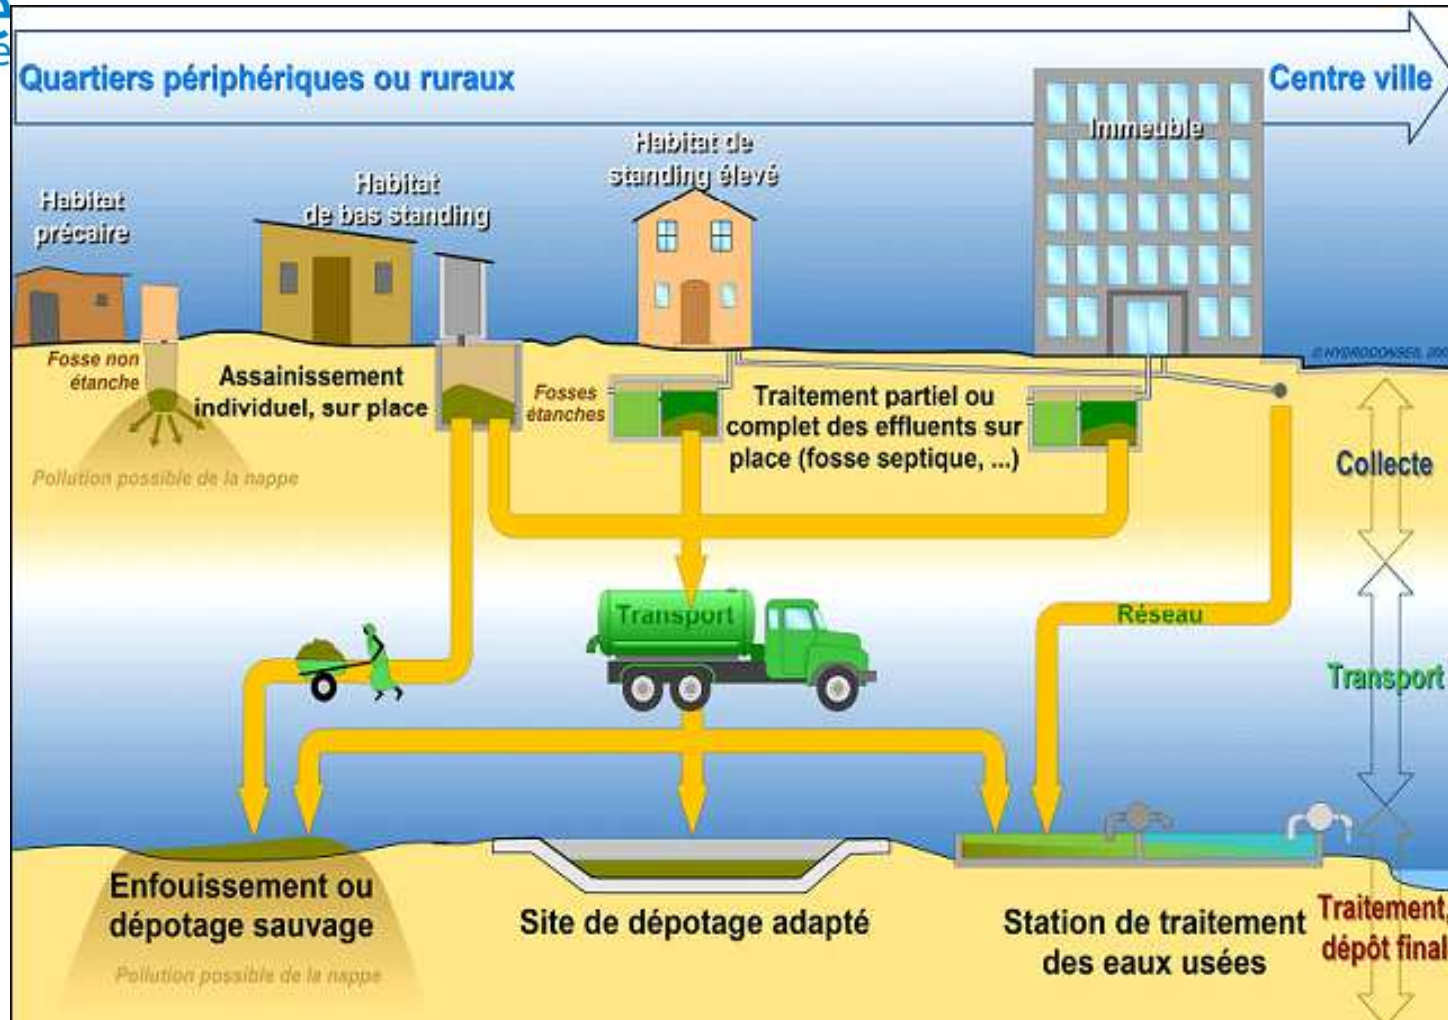 Quartiers périphériques ou ruraux
Centre ville
Immeuble
Habitat de
standing élevé
Habitat
de bas standing
Habitat
précaire
Fosse non
étanche
Assainissement
individuel, sur place
Fosses
étanches
Traitement partiel ou
complet des effluents sur
place (fosse septique, ...)
© HYDROCONSEIL
Pollution possible de la nappe
Collecte
Transport
Réseau
Transport
Enfouissement ou
dépotage sauvage
Pollution possible de la nappe
Site de dépotage adapté
Station de traitement
des eaux usées
Traitement,
dépôt final